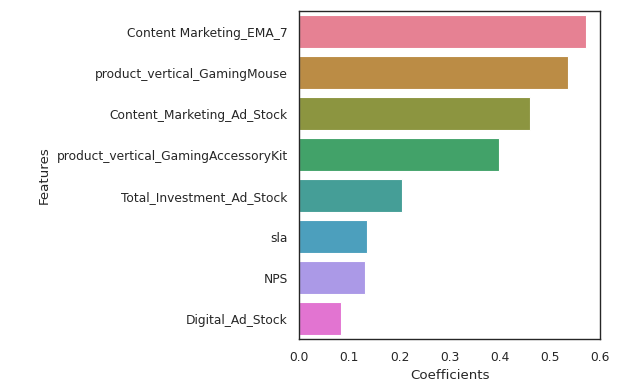 Content Marketing_EMA_7
product_vertical_GamingMouse
Content_Marketing_Ad_Stock
product_vertical_GamingAccessoryKit
Total_Investment_Ad_Stock
sla
NPS
Digital_Ad_Stock
Features
0.0 0.1 0.2 0.3 0.4 0.5 0.6
Coefficients